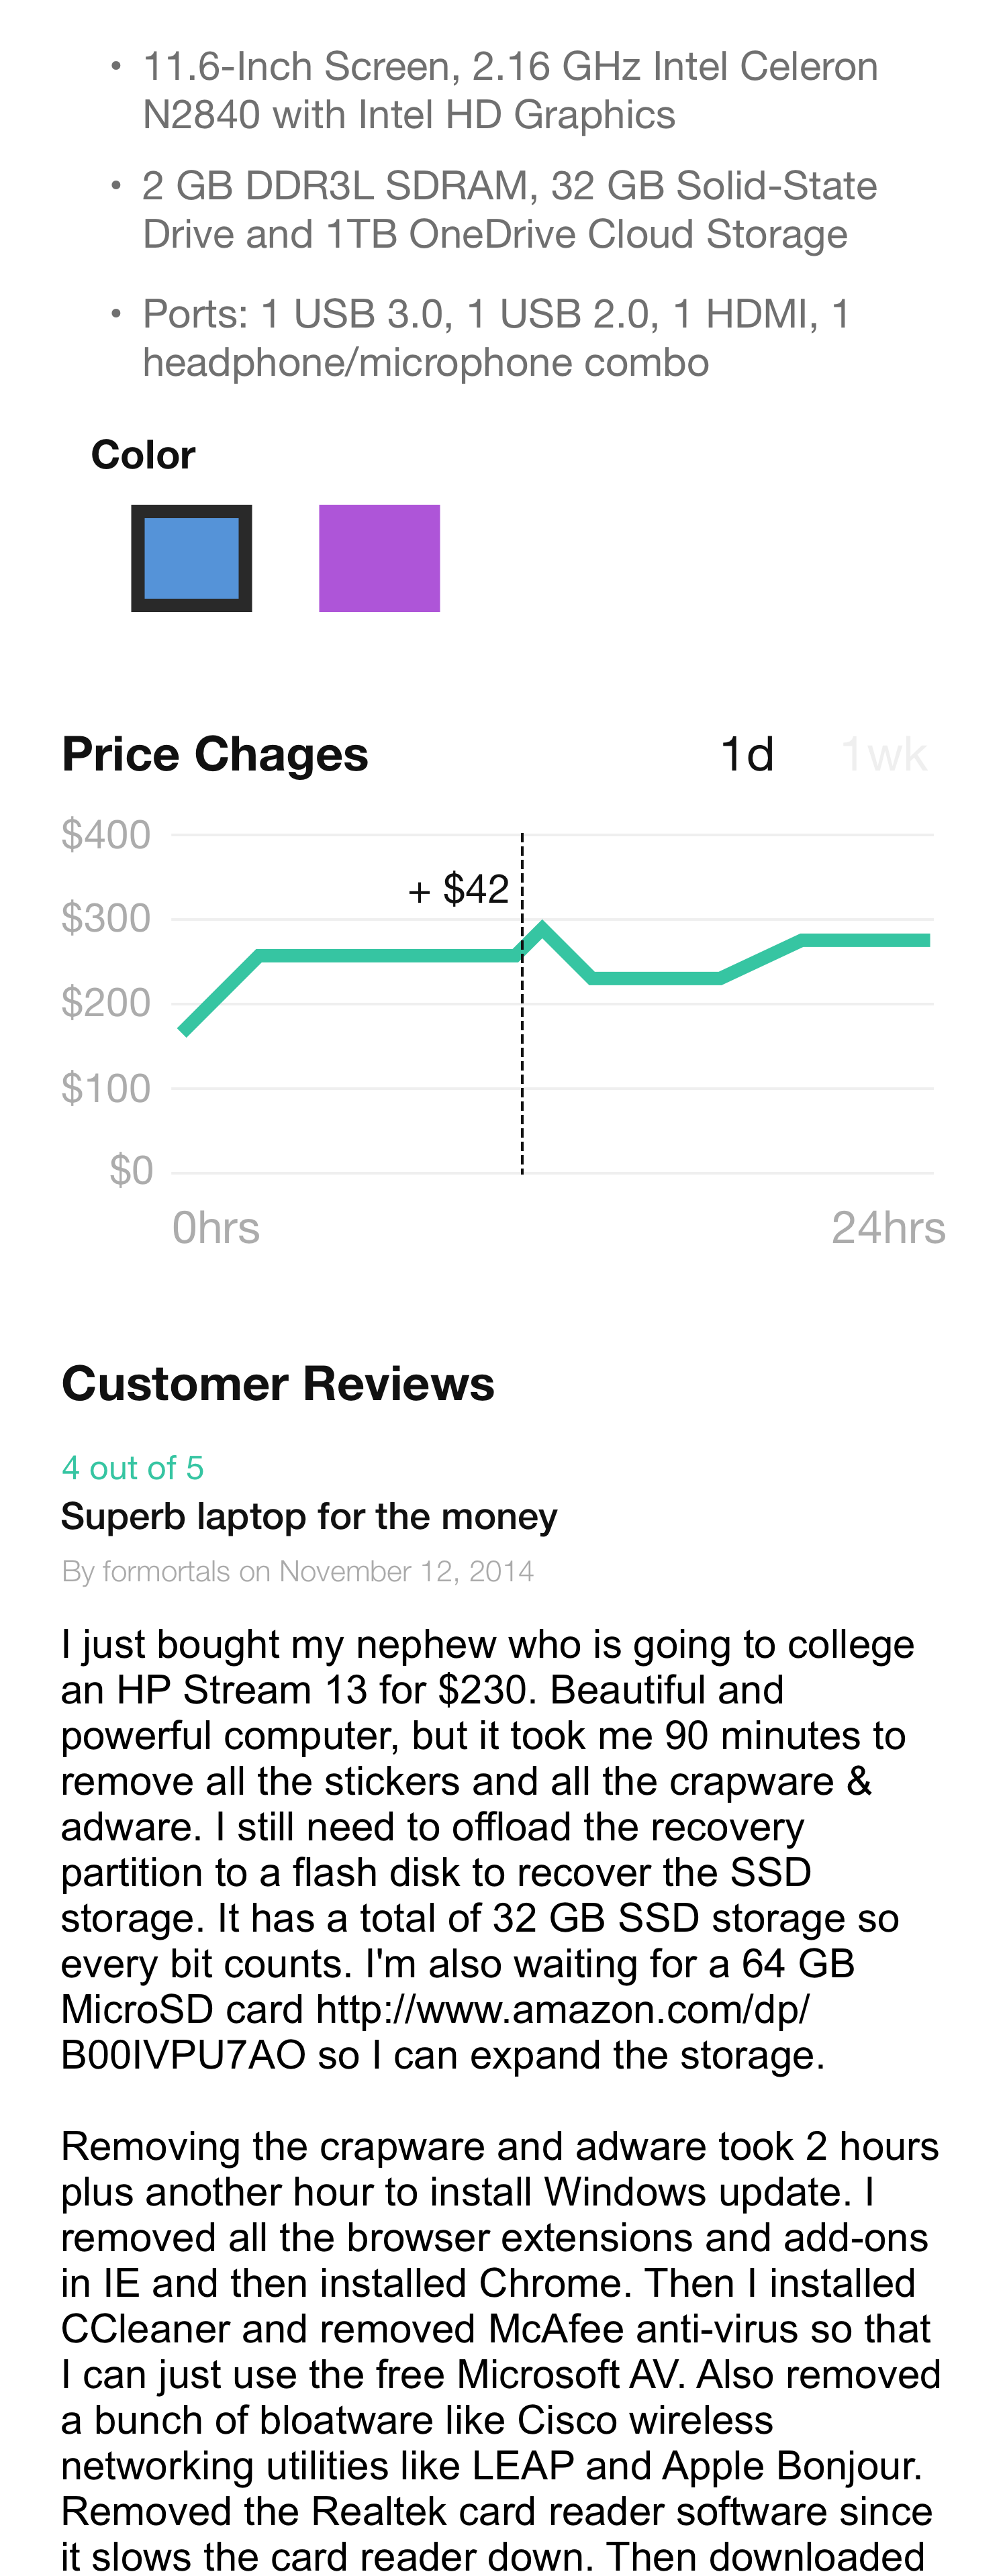 • 11.6-Inch Screen, 2.16 GHz Intel Celeron
N2840 with Intel HD Graphics
• 2 GB DDR3L SDRAM, 32 GB Solid-State
Drive and 1TB OneDrive Cloud Storage
• Ports: 1 USB 3.0, 1 USB 2.0, 1 HDMI, 1
headphone/microphone combo
Color
Price Chages 1d 1wk
$400
+ $42
$300
$200
$100
$0
0hrs 24hrs
Customer Reviews
4 out of 5
Superb laptop for the money
By formortals on November 12, 2014
I just bought my nephew who is going to college
an HP Stream 13 for $230. Beautiful and
powerful computer, but it took me 90 minutes to
remove all the stickers and all the crapware &
adware. I still need to offload the recovery
partition to a flash disk to recover the SSD
storage. It has a total of 32 GB SSD storage so
every bit counts. I'm also waiting for a 64 GB
MicroSD card http://www.amazon.com/dp/
B00IVPU7AO so I can expand the storage.
Removing the crapware and adware took 2 hours
plus another hour to install Windows update. I
removed all the browser extensions and add-ons
in IE and then installed Chrome. Then I installed
CCleaner and removed McAfee anti-virus so that
I can just use the free Microsoft AV. Also removed
a bunch of bloatware like Cisco wireless
networking utilities like LEAP and Apple Bonjour.
Removed the Realtek card reader software since
it slows the card reader down. Then downloaded